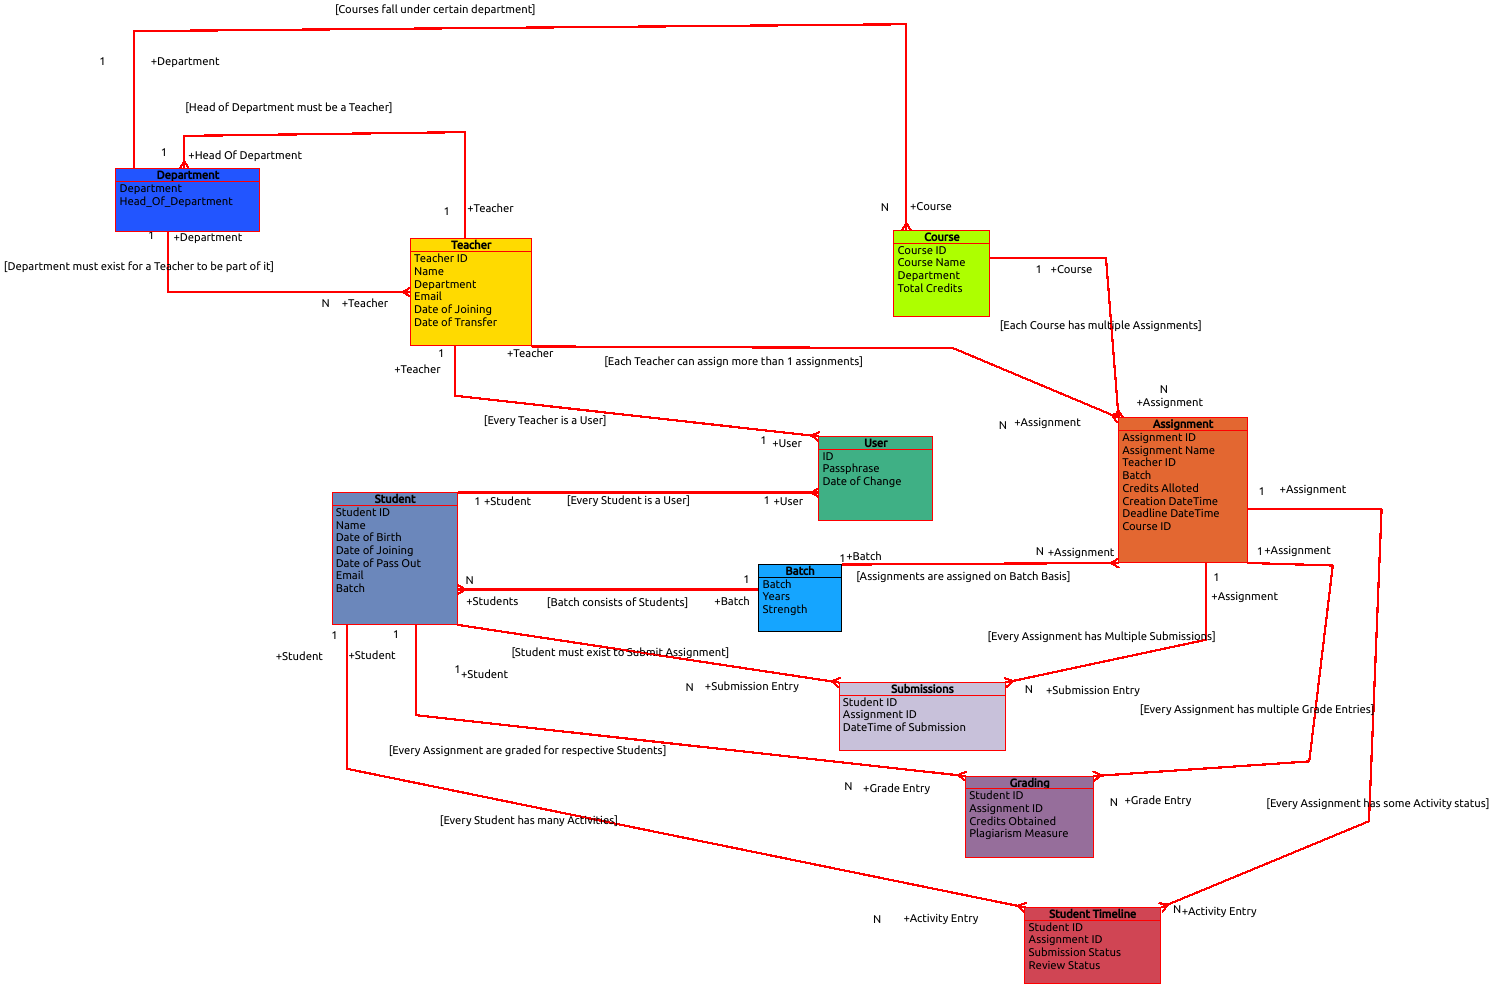 [Courses fall under certain department]
1
+Department
[Head of Department must be a Teacher]
1
+Head Of Department
Department
Department
Head_Of_Department
1
+Teacher
N
+Course
1
+Department
[Department must exist for a Teacher to be part of it]
N
+Teacher
Teacher
Teacher ID
Name
Department
Email
Date of Joining
Date of Transfer
Course
Course ID
Course Name
Department
Total Credits
1
+Course
[Each Course has multiple Assignments]
1
+Teacher
+Teacher
[Each Teacher can assign more than 1 assignments]
N
+Assignment
N
+Assignment
[Every Teacher is a User]
1
+User
User
ID
Passphrase
Date of Change
Assignment
Assignment ID
Assignment Name
Teacher ID
Batch
Credits Alloted
Creation DateTime
Deadline DateTime
Course ID
1
+Assignment
Student
Student ID
Name
Date of Birth
Date of Joining
Date of Pass Out
Email
Batch
1
+Student
[Every Student is a User]
1
+User
N
+Students
[Batch consists of Students]
1
+Batch
Batch
Batch
Years
Strength
1
+Batch
N
+Assignment
[Assignments are assigned on Batch Basis]
1
+Assignment
1
+Assignment
[Every Assignment has Multiple Submissions]
1
+Student
1
+Student
[Student must exist to Submit Assignment]
1
+Student
N
+Submission Entry
Submissions
Student ID
Assignment ID
DateTime of Submission
N
+Submission Entry
[Every Assignment has multiple Grade Entries]
[Every Assignment are graded for respective Students]
N
+Grade Entry
Grading
Student ID
Assignment ID
Credits Obtained
Plagiarism Measure
N
+Grade Entry
[Every Assignment has some Activity status]
[Every Student has many Activities]
N
+Activity Entry
Student Timeline
Student ID
Assignment ID
Submission Status
Review Status
N
+Activity Entry